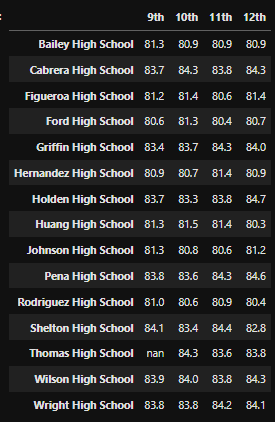 :
9th 10th 11th 12th
Bailey High School 81.3 80.9 80.9 80.9
Cabrera High School 83.7 84.3 83.8 84.3
Figueroa High School 81.2 81.4 80.6 81.4
Ford High School 80.6 81.3 80.4 80.7
Griffin High School 83.4 83.7 84.3 84.0
Hernandez High School 80.9 80.7 81.4 80.9
Holden High School 83.7 83.3 83.8 84.7
Huang High School 81.3 81.5 81.4 80.3
Johnson High School 81.3 80.8 80.6 81.2
Pena High School 83.8 83.6 84.3 84.6
Rodriguez High School 81.0 80.6 80.9 80.4
Shelton High School 84.1 83.4 84.4 82.8
Thomas High School nan 84.3 83.6 83.8
Wilson High School 83.9 84.0 83.8 84.3
Wright High School 83.8 83.8 84.2 84.1